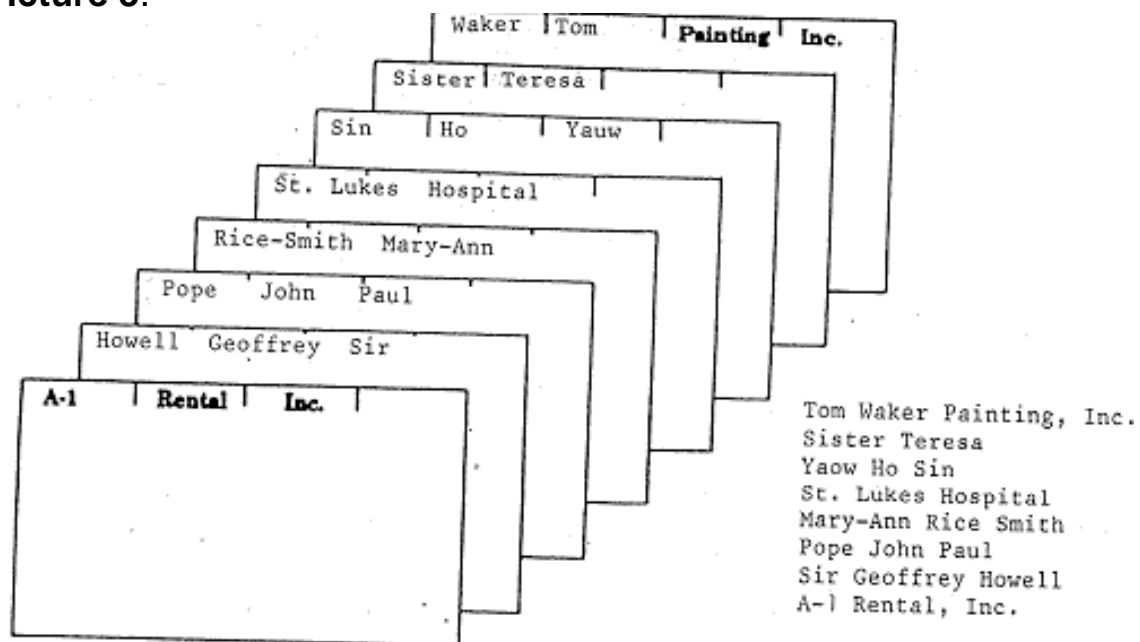 icture
Waker Tom Painting Inc.
Sister Teresa
Sin Ho Yauw
St. Lukes Hospital
Rice-Smith Mary-Ann
Pope John Paul
Howell Geoffrey Sir
A-1 Rental Inc.
Tom Waker Painting, Inc.
Sister Teresa
Yaow Ho Sin
St. Lukes Hospital
Mary-Ann Rice Smith
Pope John Paul
Sir Geoffrey Howell
A-1 Rental, Inc.